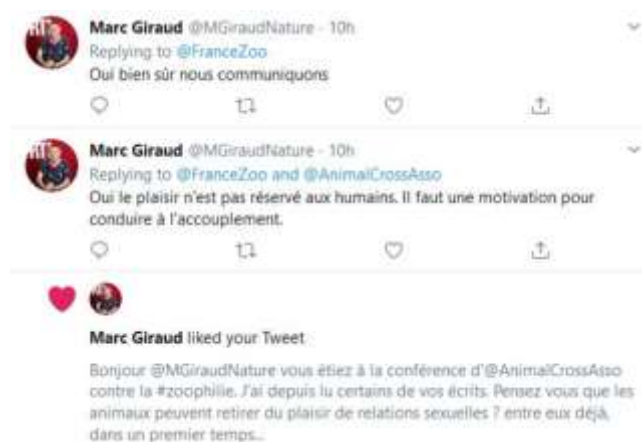 Marc Giraud @MGiraudNature · 10h
Replying to @FranceZoo
Oui bien sûr nous communiquons
Marc Giraud @MGiraudNature · 10h
Replying to @FranceZoo and @AnimalCrossAsso
Oui le plaisir n'est pas réservé aux humains. Il faut une motivation pour
conduire à l'accouplement.
Marc Giraud liked your Tweet
Bonjour @MGiraudNature vous étiez à la conférence d'@AnimalCrossAsso
contre la #zoophilie. J'ai depuis lu certains de vos écrits. Pensez vous que les
animaux peuvent retirer du plaisir de relations sexuelles ? entre eux déjà,
dans un premier temps...